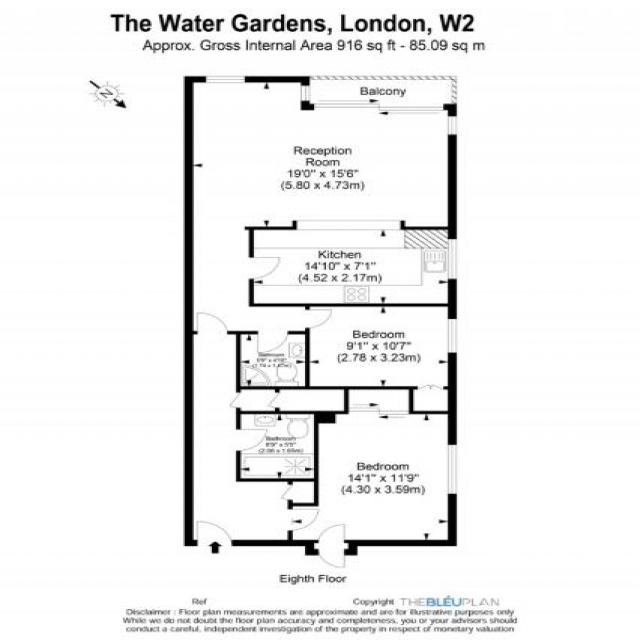 The Water Gardens, London, W2
Approx. Gross Internal Area 916 sq ft - 85.09 sq m
N
Balcony
Reception
Room
19'0" x 15'6"
(5.80 x 4.73m)
Kitchen
14'10" x 7'1"
(4.52 x 2.17m)
Bedroom
9'1" x 10'7"
(2.78 x 3.23m)
Bathroom
Bathroom
6'9" x 5'5"
(2.06 x 1.65m)
Bedroom
14'1" x 11'9"
(4.30 x 3.59m)
Eighth Floor
Ref
Copyright THEBLEUPLAN
Disclaimer : Floor plan measurements are approximate and are for illustrative purposes only
While we do not doubt the floor plan accuracy and completeness, you or your advisors should
conduct a careful, independent investigation of the property in respect of monetary valuation